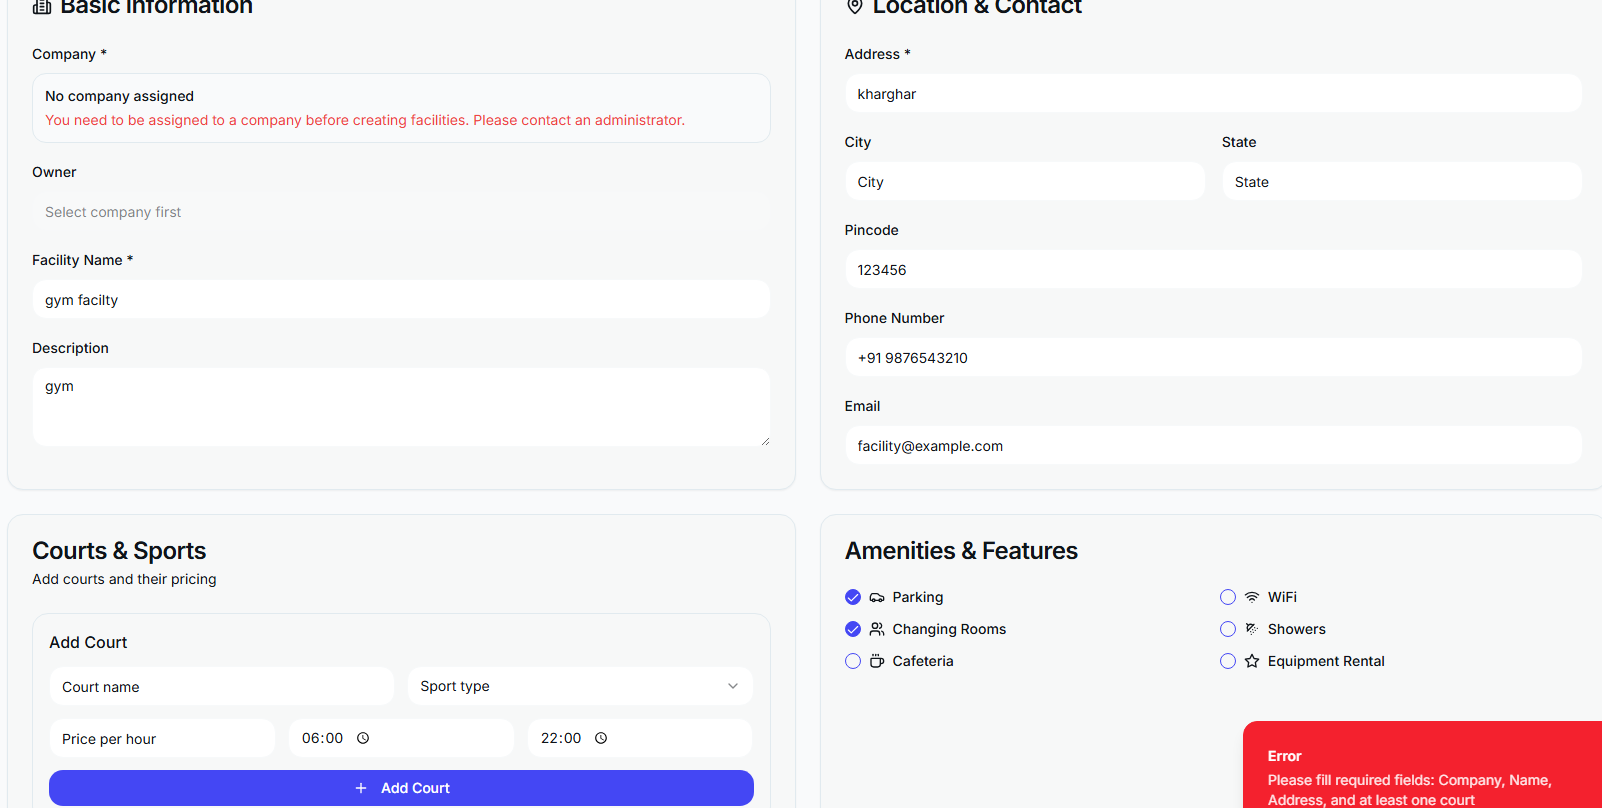 Basic Information
Company *
No company assigned
You need to be assigned to a company before creating facilities. Please contact an administrator.
Owner
Select company first
Facility Name *
gym facilty
Description
gym
Location & Contact
Address *
kharghar
City
State
City
State
Pincode
123456
Phone Number
+91 9876543210
Email
facility@example.com
Courts & Sports
Add courts and their pricing
Add Court
Court name
Sport type
Price per hour
06:00
22:00
+ Add Court
Amenities & Features
Parking
WiFi
Changing Rooms
Showers
Cafeteria
Equipment Rental
Error
Please fill required fields: Company, Name,
Address, and at least one court